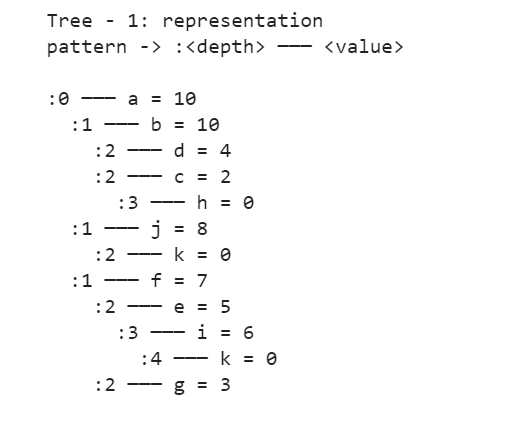 Tree - 1: representation
pattern -> :<depth> —— <value>
:0 —— a = 10
:1 —— b = 10
:2 —— d = 4
:2 —— c = 2
:3 —— h = 0
:1 —— j = 8
:2 —— k = 0
:1 —— f = 7
:2 —— e = 5
:3 —— i = 6
:4 —— k = 0
:2 —— g = 3